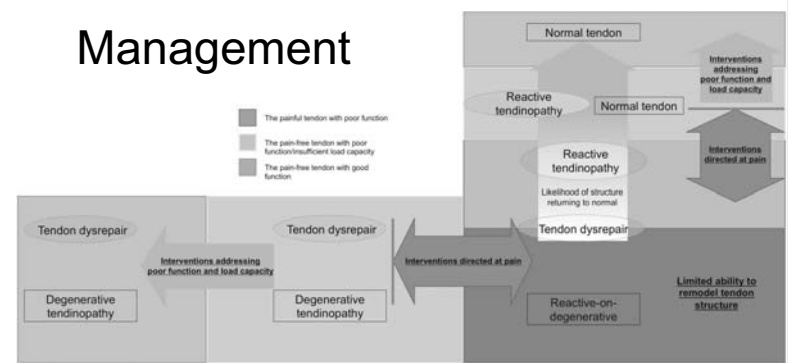 Management
Normal tendon
Interventions
addressing
poor function and
load capacity
Reactive
tendinopathy
Normal tendon
The painful tendon with poor function
The pain-free tendon with poor
function/insufficient load capacity
The pain-free tendon with good
function
Reactive
tendinopathy
Interventions
directed at pain
Likelihood of structure
returning to normal
Tendon dysrepair
Tendon dysrepair
Tendon dysrepair
Interventions addressing
poor function and load capacity
Interventions directed at pain
Degenerative
tendinopathy
Degenerative
tendinopathy
Reactive-on-
degenerative
Limited ability to
remodel tendon
structure